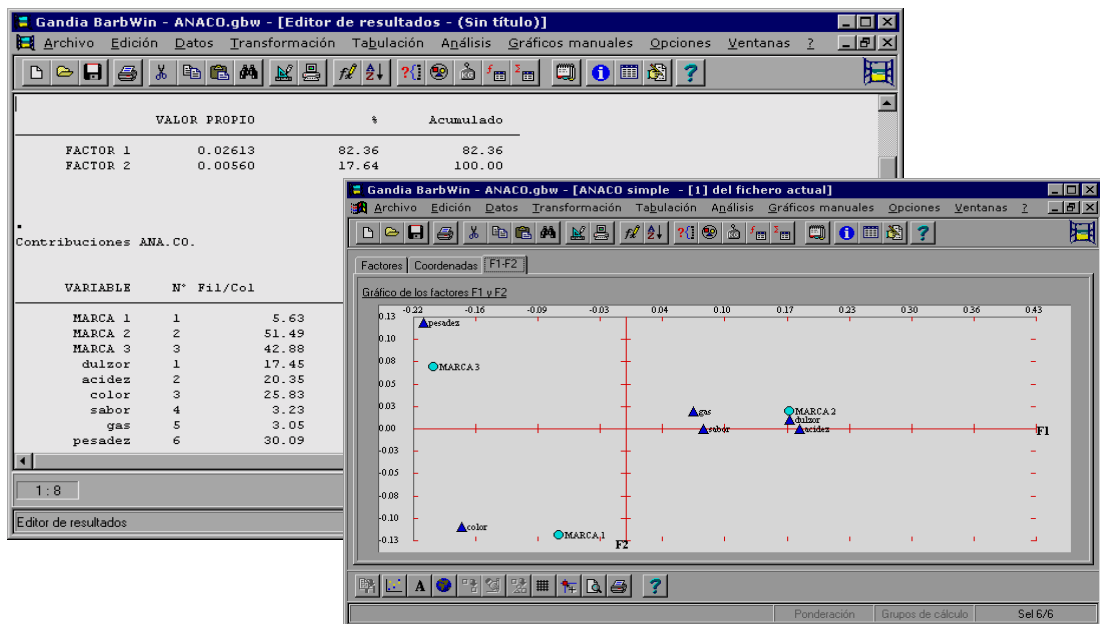 Gandia BarbWin - ANACO.gbw - [Editor de resultados - (Sin título)]
Archivo Edición Datos Transformación Tabulación Análisis Gráficos manuales Opciones Ventanas ?
VALOR PROPIO % Acumulado
FACTOR 1 0.02613 82.36 82.36
FACTOR 2 0.00560 17.64 100.00
Contribuciones ANA.CO.
VARIABLE Nº Fil/Col
MARCA 1 1 5.63
MARCA 2 2 51.49
MARCA 3 3 42.88
dulzor 1 17.45
acidez 2 20.35
color 3 25.83
sabor 4 3.23
gas 5 3.05
pesadez 6 30.09
1 : 8
Editor de resultados
Gandia BarbWin - ANACO.gbw - [ANACO simple - [1] del fichero actual]
Archivo Edición Datos Transformación Tabulación Análisis Gráficos manuales Opciones Ventanas ?
Factores Coordenadas F1-F2
Gráfico de los factores F1 y F2
-0.22 -0.16 -0.09 -0.03 0.04 0.10 0.17 0.23 0.30 0.36 0.43
0.13
pesadez
0.10
0.08
MARCA 3
0.05
0.03
gas
MARCA 2
dulzor
0.00
sabor
acidez
F1
-0.03
-0.05
-0.08
-0.10
color
-0.13
MARCA 1
F2
Ponderación Grupos de cálculo Sel 6/6